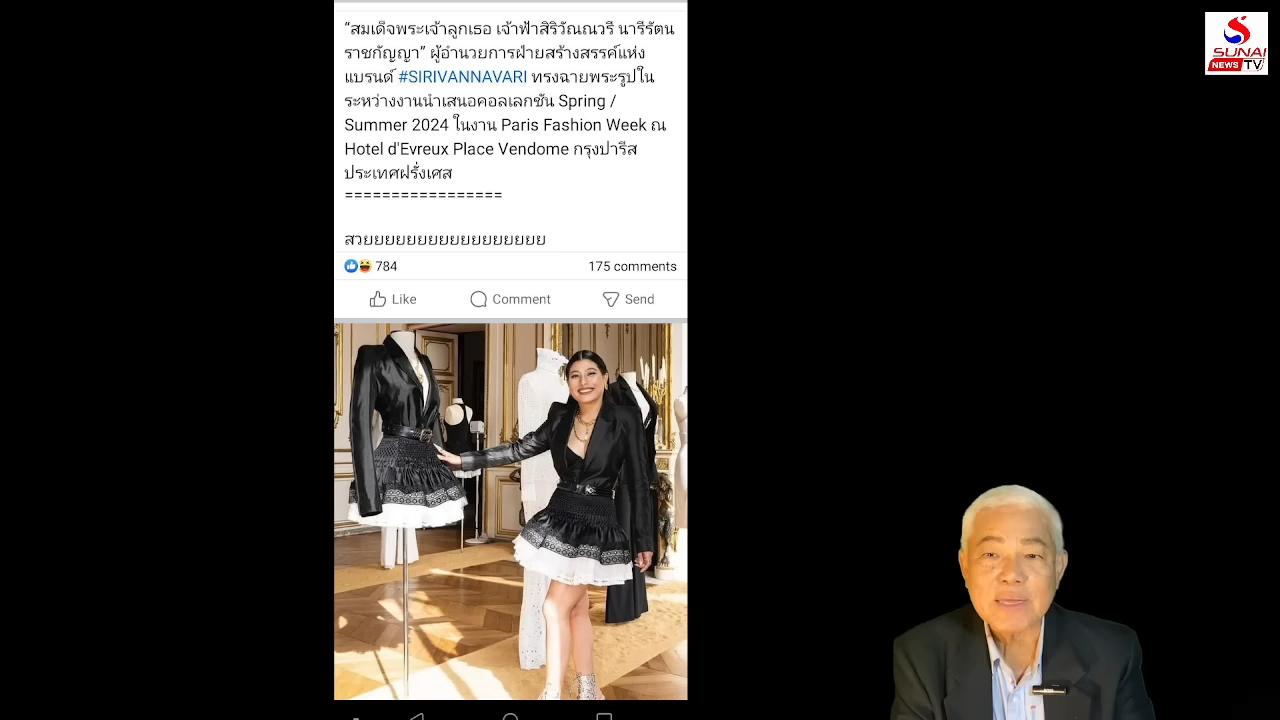 “สมเด็จพระเจ้าลูกเธอ เจ้าฟ้าสิริวัณณวรี นารีรัตน
ราชกัญญา” ผู้อำนวยการฝ่ายสร้างสรรค์แห่ง
แบรนด์ #SIRIVANNAVARI ทรงฉายพระรูปใน
ระหว่างงานนำเสนอคอลเลกชัน Spring /
Summer 2024 ในงาน Paris Fashion Week ณ
Hotel d'Evreux Place Vendome กรุงปารีส
ประเทศฝรั่งเศส
=================
สวยยยยยยยยยยยยยยยยย
784
175 comments
Like
Comment
Send
SUNAI
NEWS TV